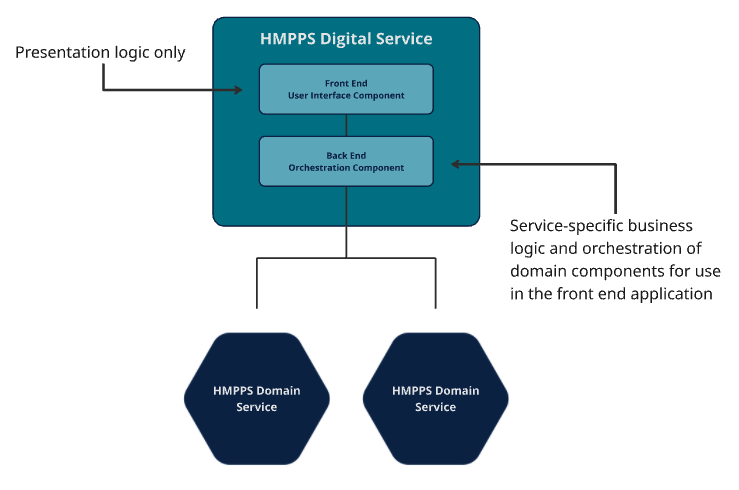 HMPPS Digital Service
Presentation logic only
Front End
User Interface Component
Back End
Orchestration Component
Service-specific business
logic and orchestration of
domain components for use
in the front end application
HMPPS Domain
Service
HMPPS Domain
Service